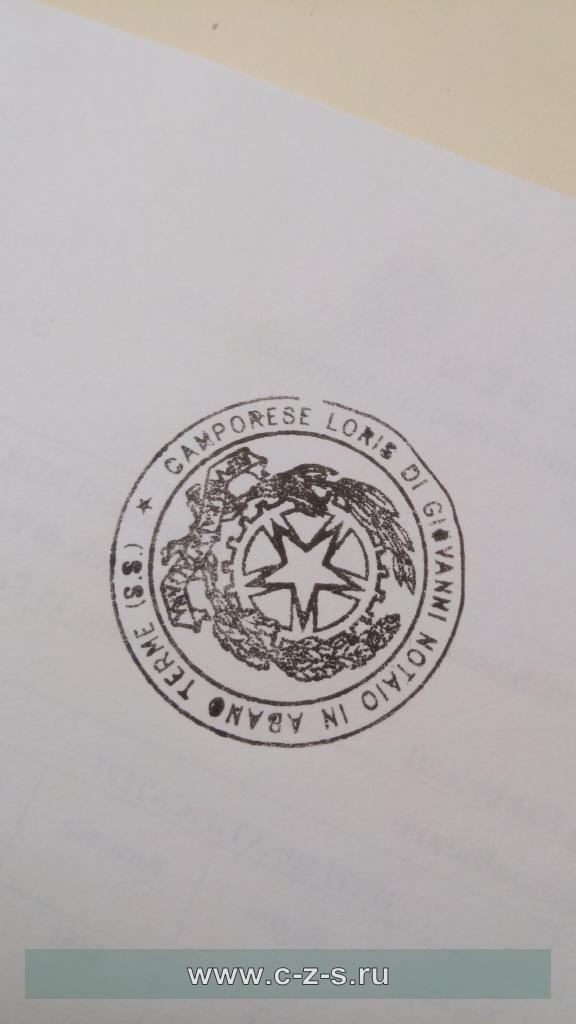 ★ CAMPORESE LORIS DI GIOVANNI NOTAIO IN ABANO TERME
www.c-z-s.ru